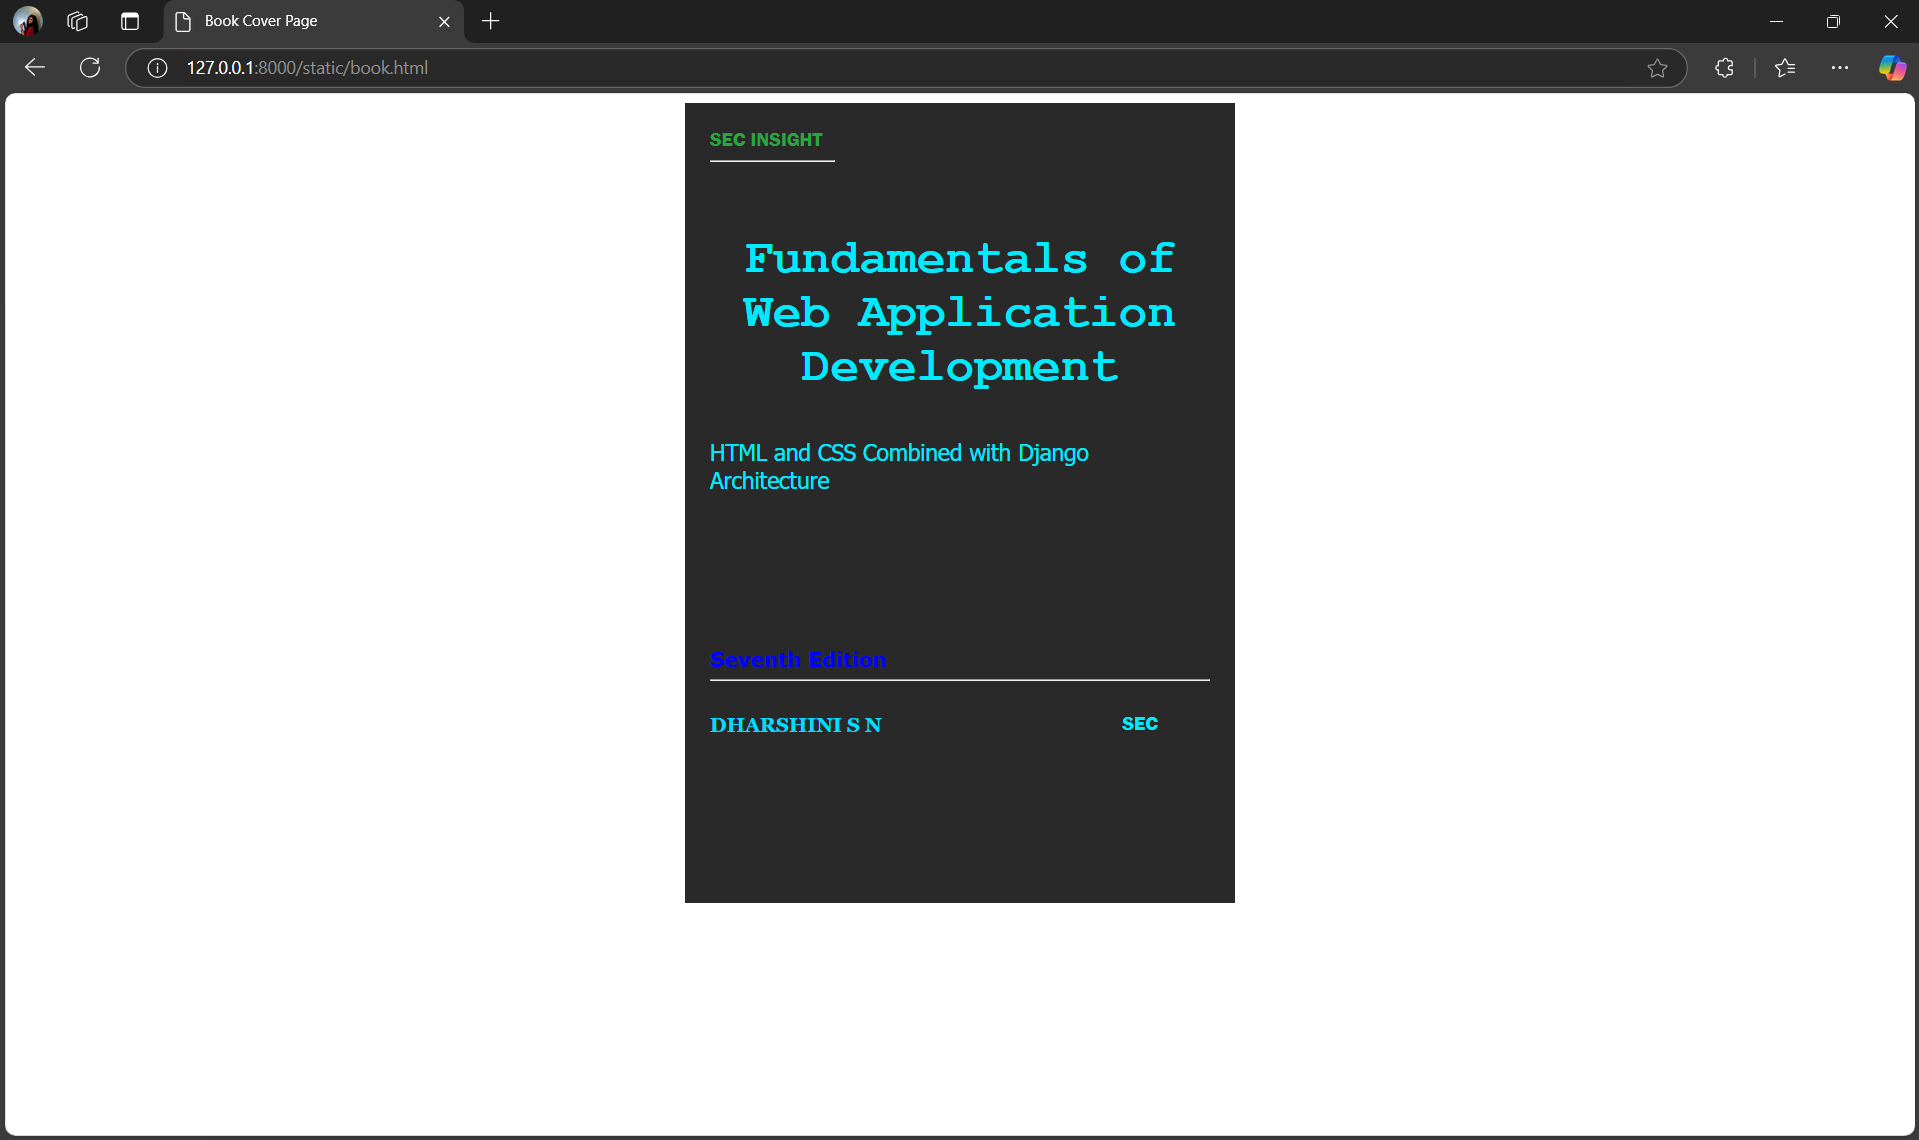 Book Cover Page
127.0.0.1:8000/static/book.html
SEC INSIGHT
Fundamentals of
Web Application
Development
HTML and CSS Combined with Django
Architecture
Seventh Edition
DHARSHINI S N SEC